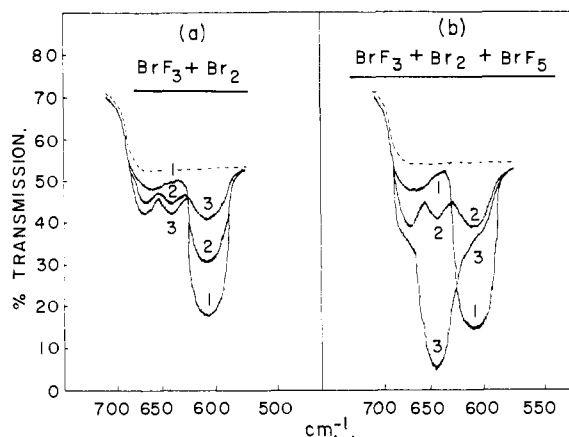 (a)
BrF3 + Br2
(b)
BrF3 + Br2 + BrF5
% TRANSMISSION.
80
70
60
50
40
30
20
10
0
1
2
3
3
2
1
1
2
3
2
3
1
700 650 600 500
700 650 600 550
cm-1.